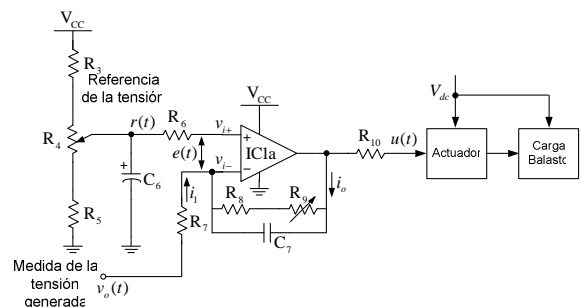 V_CC
R_3
Referencia
de la tensión
R_4
r(t)
R_6
v_i+
V_CC
e(t)
v_i−
+
−
IC1a
R_10
u(t)
V_dc
Actuador
Carga
Balasto
+
C_6
i_1
R_8
R_9
i_o
R_5
R_7
C_7
Medida de la
tensión
generada
v_o(t)